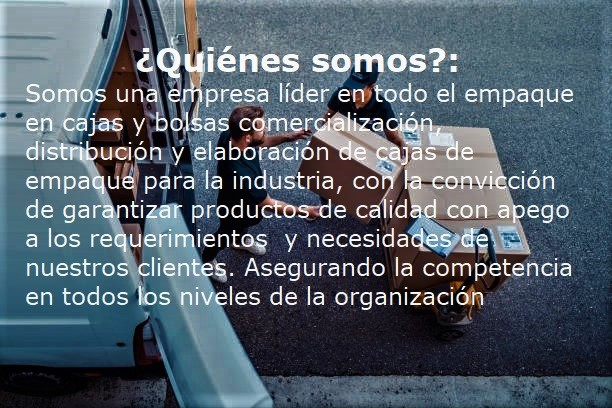 ¿Quiénes somos?:
Somos una empresa líder en todo el empaque
en cajas y bolsas comercialización,
distribución y elaboración de cajas de
empaque para la industria, con la convicción
de garantizar productos de calidad con apego
a los requerimientos  y necesidades de
nuestros clientes. Asegurando la competencia
en todos los niveles de la organización